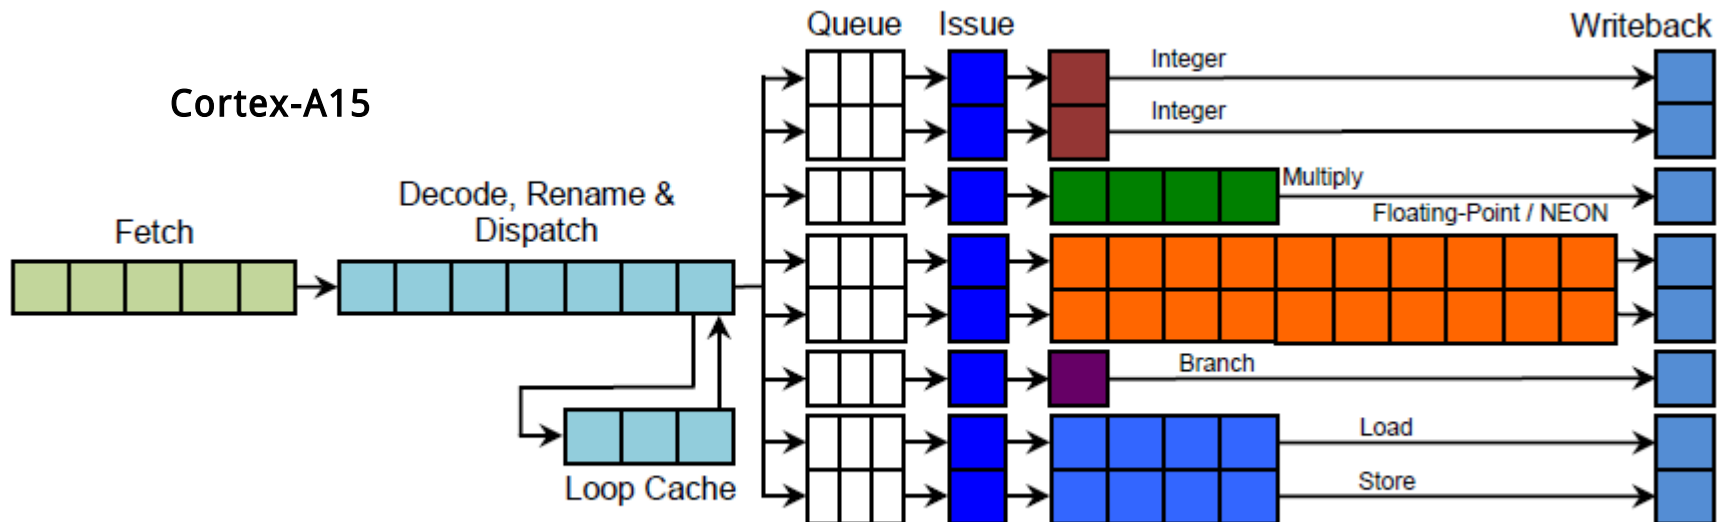 Queue
Issue
Writeback
Cortex-A15
Integer
Integer
Decode, Rename &
Dispatch
Fetch
Multiply
Floating-Point / NEON
Branch
Load
Store
Loop Cache